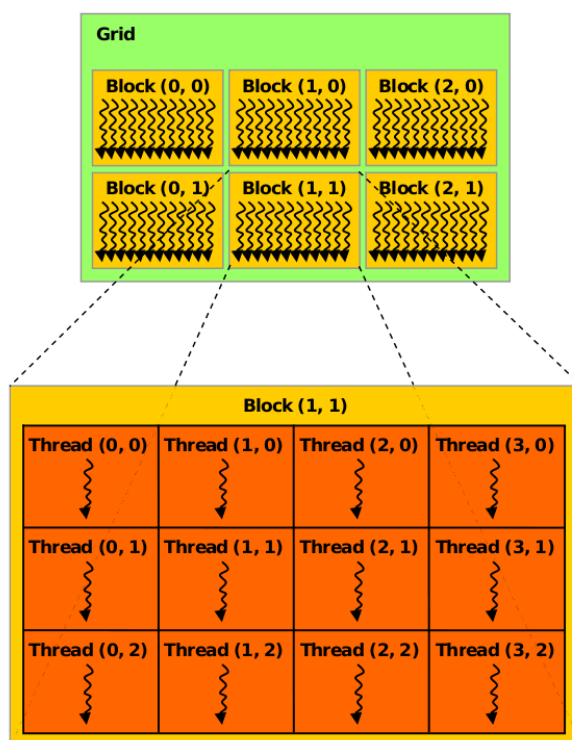 Grid
Block (0, 0) Block (1, 0) Block (2, 0)
Block (0, 1) Block (1, 1) Block (2, 1)
Block (1, 1)
Thread (0, 0) Thread (1, 0) Thread (2, 0) Thread (3, 0)
Thread (0, 1) Thread (1, 1) Thread (2, 1) Thread (3, 1)
Thread (0, 2) Thread (1, 2) Thread (2, 2) Thread (3, 2)